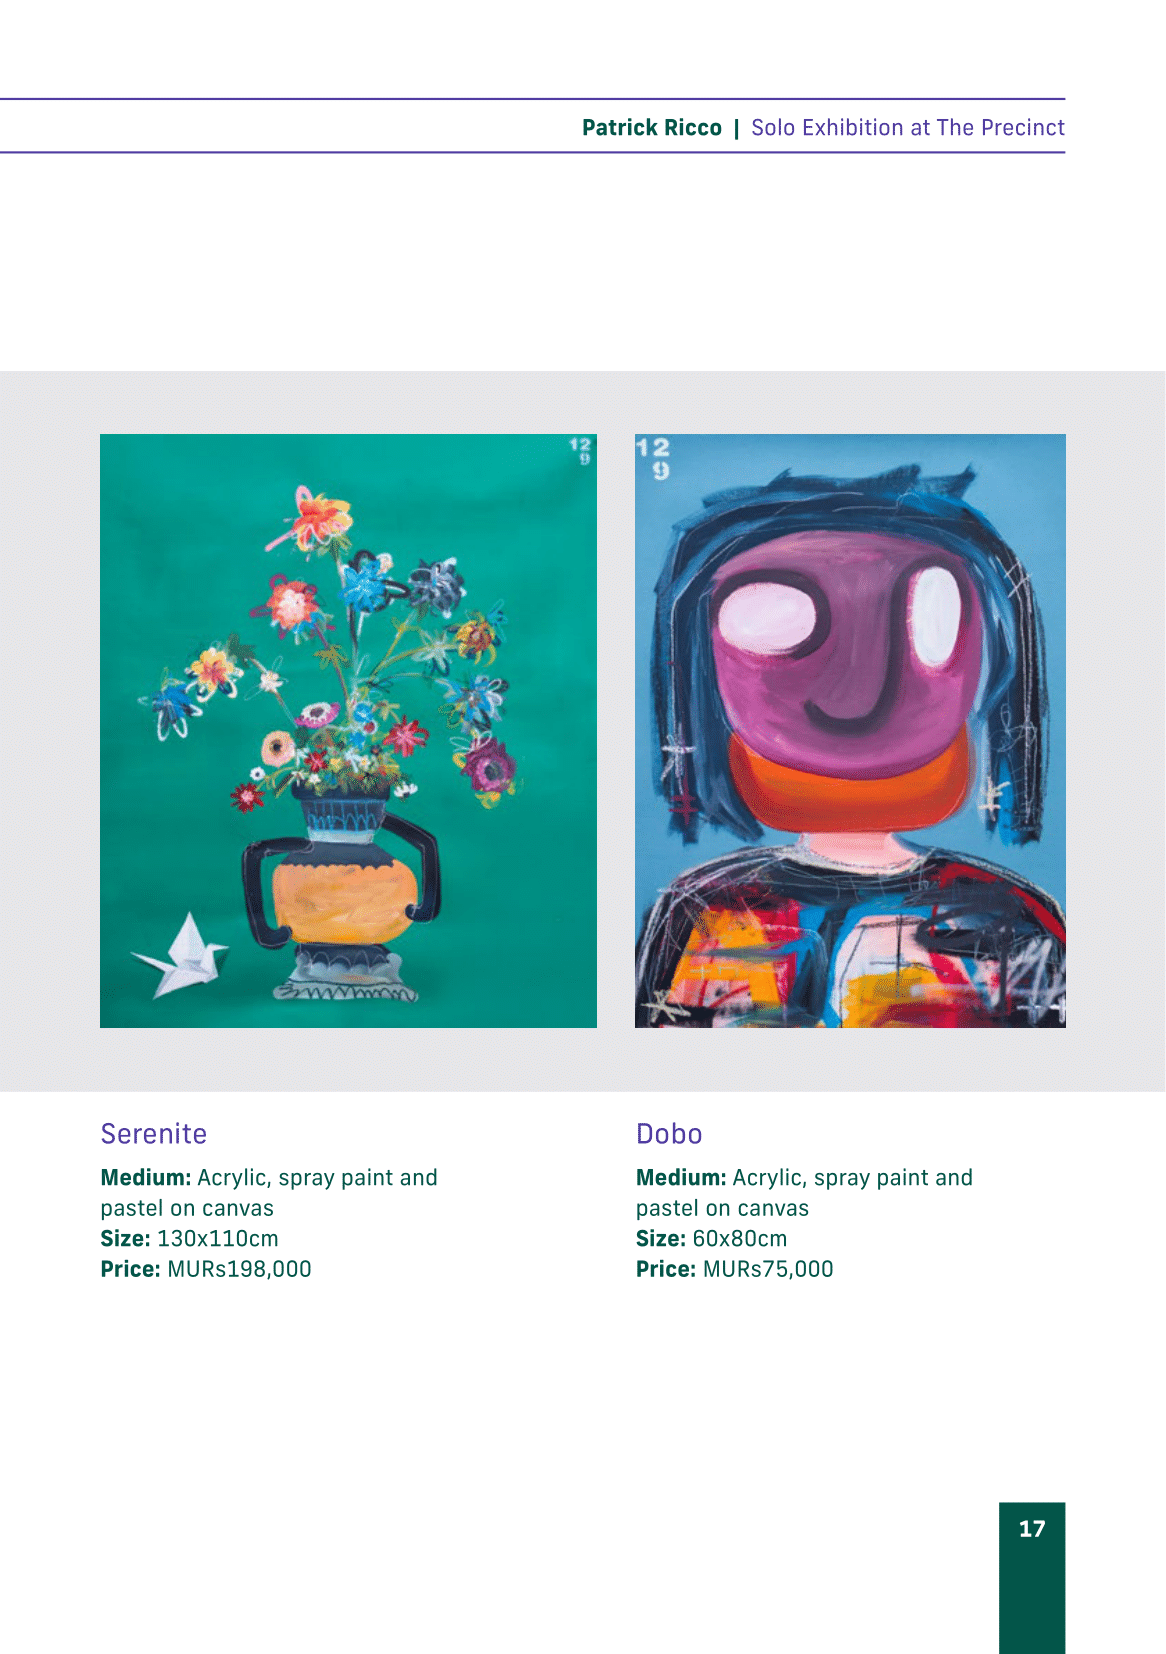 Patrick Ricco | Solo Exhibition at The Precinct
12
9
12
9
Serenite
Medium: Acrylic, spray paint and
pastel on canvas
Size: 130x110cm
Price: MURs198,000
Dobo
Medium: Acrylic, spray paint and
pastel on canvas
Size: 60x80cm
Price: MURs75,000
17